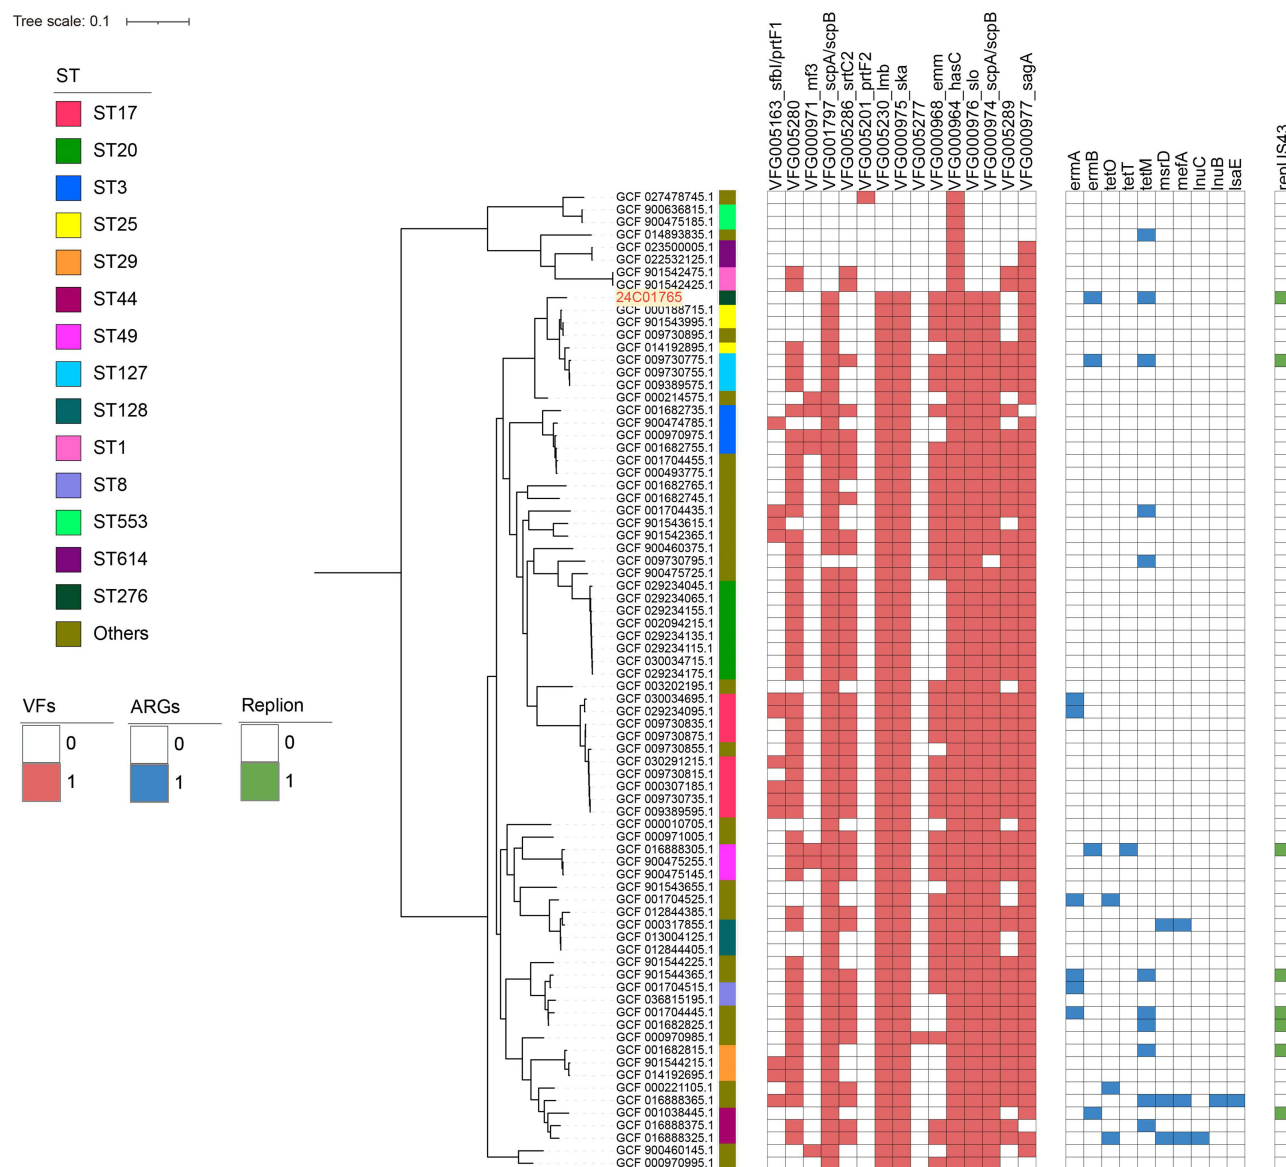 Tree scale: 0.1
ST
ST17
ST20
ST3
ST25
ST29
ST44
ST49
ST127
ST128
ST1
ST8
ST553
ST614
ST276
Others
VFs
0
1
ARGs
0
1
Replion
0
1
VFG005163_sfbI/prtF1
VFG005280
VFG000971_mf3
VFG001797_scpA/scpB
VFG005286_srtC2
VFG005201_prtF2
VFG005230_lmb
VFG000975_ska
VFG005277
VFG000968_emm
VFG000964_hasC
VFG000976_slo
VFG000974_scpA/scpB
VFG005289
VFG000977_sagA
ermA
ermB
tetO
tetT
tetM
msrD
mefA
lnuC
lnuB
lsaE
repUS43
GCF 027478745.1
GCF 900636815.1
GCF 900475185.1
GCF 014893835.1
GCF 023500005.1
GCF 022532125.1
GCF 901542475.1
GCF 901542425.1
24C01765
GCF 000188715.1
GCF 901543995.1
GCF 009730895.1
GCF 014192895.1
GCF 009730775.1
GCF 009730755.1
GCF 009389575.1
GCF 000214575.1
GCF 001682735.1
GCF 900474785.1
GCF 000970975.1
GCF 001682755.1
GCF 001704455.1
GCF 000493775.1
GCF 001682765.1
GCF 001682745.1
GCF 001704435.1
GCF 901543615.1
GCF 901542365.1
GCF 900460375.1
GCF 009730795.1
GCF 900475725.1
GCF 029234045.1
GCF 029234065.1
GCF 029234155.1
GCF 002094215.1
GCF 029234135.1
GCF 029234115.1
GCF 030034715.1
GCF 029234175.1
GCF 003202195.1
GCF 030034695.1
GCF 029234095.1
GCF 009730835.1
GCF 009730875.1
GCF 009730855.1
GCF 030291215.1
GCF 009730815.1
GCF 000307185.1
GCF 009730735.1
GCF 009389595.1
GCF 000010705.1
GCF 000971005.1
GCF 016888305.1
GCF 900475255.1
GCF 900475145.1
GCF 901543655.1
GCF 001704525.1
GCF 012844385.1
GCF 000317855.1
GCF 013004125.1
GCF 012844405.1
GCF 901544225.1
GCF 901544365.1
GCF 001704515.1
GCF 036815195.1
GCF 001704445.1
GCF 001682825.1
GCF 000970985.1
GCF 001682815.1
GCF 901544215.1
GCF 014192695.1
GCF 000221105.1
GCF 016888365.1
GCF 001038445.1
GCF 016888375.1
GCF 016888325.1
GCF 900460145.1
GCF 000970995.1